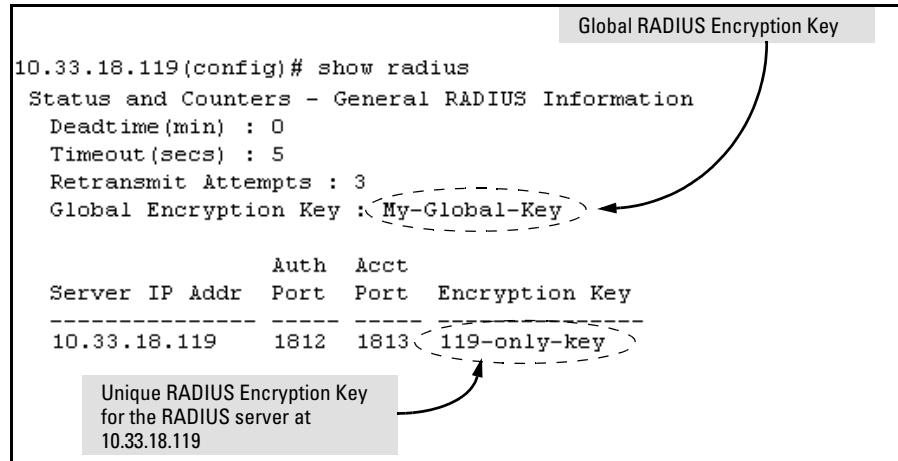 Global RADIUS Encryption Key
10.33.18.119(config)# show radius
Status and Counters - General RADIUS Information
Deadtime(min) : 0
Timeout(secs) : 5
Retransmit Attempts : 3
Global Encryption Key : My-Global-Key
Auth Acct
Server IP Addr Port Port Encryption Key
--------------- ----- ----- ---------------
10.33.18.119 1812 1813 119-only-key
Unique RADIUS Encryption Key
for the RADIUS server at
10.33.18.119